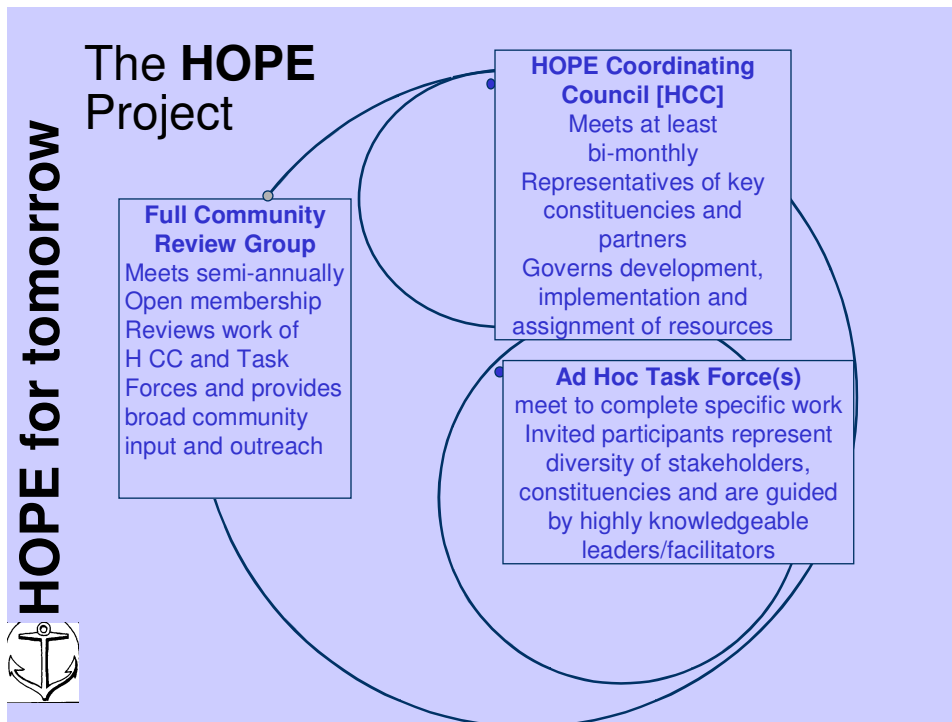 The HOPE
Project
HOPE for tomorrow
HOPE Coordinating
Council [HCC]
Meets at least
bi-monthly
Representatives of key
constituencies and
partners
Governs development,
implementation and
assignment of resources
Full Community
Review Group
Meets semi-annually
Open membership
Reviews work of
H CC and Task
Forces and provides
broad community
input and outreach
Ad Hoc Task Force(s)
meet to complete specific work
Invited participants represent
diversity of stakeholders,
constituencies and are guided
by highly knowledgeable
leaders/facilitators